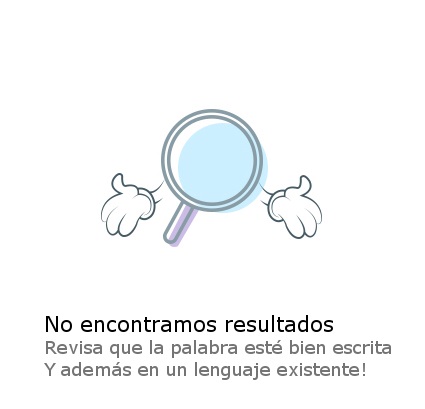 No encontramos resultados
Revisa que la palabra esté bien escrita
Y además en un lenguaje existente!